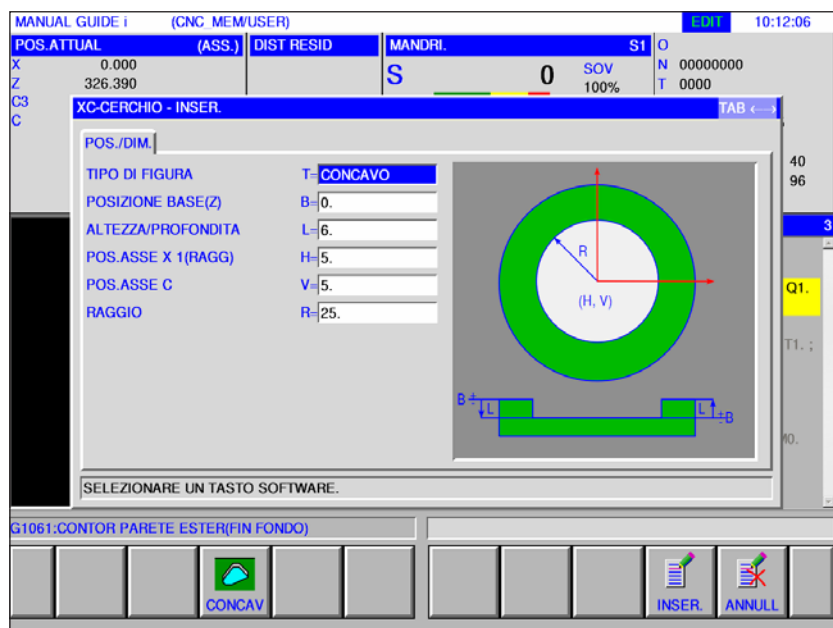 MANUAL GUIDE i (CNC_MEM/USER) EDIT 10:12:06
POS.ATTUAL (ASS.) DIST RESID MANDRI. S1 O
X 0.000
Z 326.390
S 0 SOV 100%
N 00000000
T 0000
C3
C
XC-CERCHIO - INSER. TAB ←→
POS./DIM.
TIPO DI FIGURA T=CONCAVO
POSIZIONE BASE(Z) B=0.
ALTEZZA/PROFONDITA L=6.
POS.ASSE X 1(RAGG) H=5.
POS.ASSE C V=5.
RAGGIO R=25.
R
(H, V)
B ± L L ±B
40
96
3
Q1.
T1. ;
M0.
SELEZIONARE UN TASTO SOFTWARE.
G1061:CONTOR PARETE ESTER(FIN FONDO)
CONCAV INSER. ANNULL